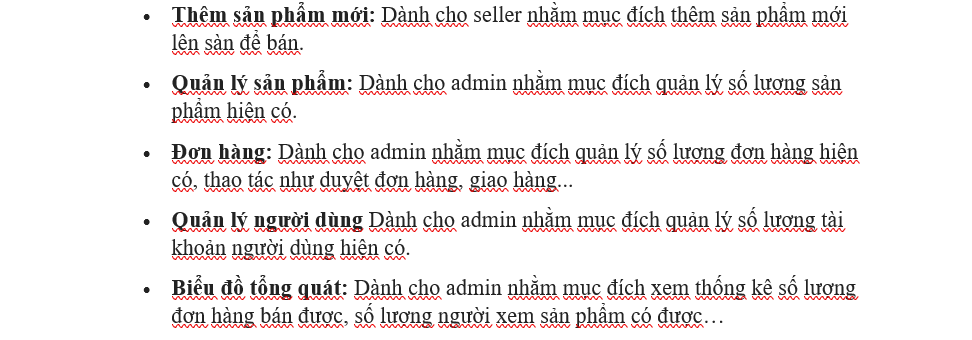 • Thêm sản phẩm mới: Dành cho seller nhằm mục đích thêm sản phẩm mới
lên sàn để bán.
• Quản lý sản phẩm: Dành cho admin nhằm mục đích quản lý số lượng sản
phẩm hiện có.
• Đơn hàng: Dành cho admin nhằm mục đích quản lý số lượng đơn hàng hiện
có, thao tác như duyệt đơn hàng, giao hàng...
• Quản lý người dùng Dành cho admin nhằm mục đích quản lý số lượng tài
khoản người dùng hiện có.
• Biểu đồ tổng quát: Dành cho admin nhằm mục đích xem thống kê số lượng
đơn hàng bán được, số lượng người xem sản phẩm có được…